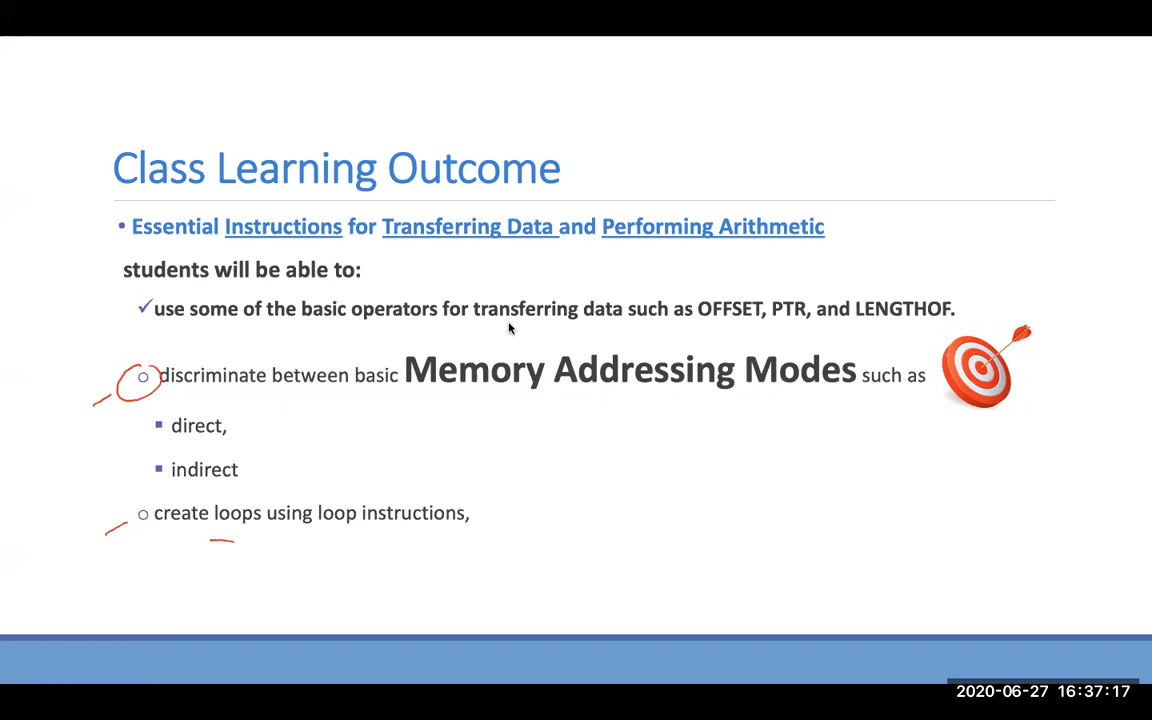 Class Learning Outcome
• Essential Instructions for Transferring Data and Performing Arithmetic
students will be able to:
✓use some of the basic operators for transferring data such as OFFSET, PTR, and LENGTHOF.
○ discriminate between basic Memory Addressing Modes such as
▪ direct,
▪ indirect
○ create loops using loop instructions,
2020-06-27 16:37:17